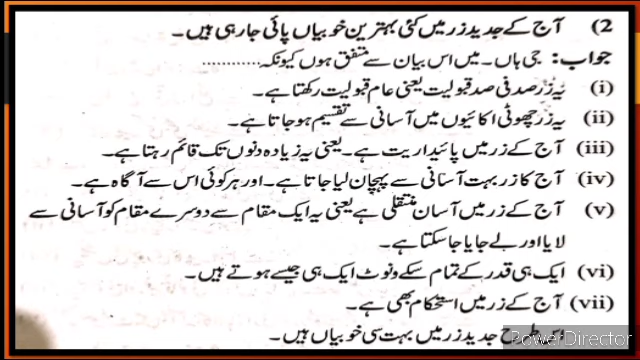 2) آج کے جدید زر میں کئی بہترین خوبیاں پائی جا رہی ہیں۔
جواب: جی ہاں۔ میں اس بیان سے متفق ہوں کیونکہ............
(i) یہ زر صد فی صد قبولیت یعنی عام قبولیت رکھتا ہے۔
(ii) یہ زر چھوٹی اکائیوں میں آسانی سے تقسیم ہو جاتا ہے۔
(iii) آج کے زر میں پائیداریت ہے۔ یعنی یہ زیادہ دنوں تک قائم رہتا ہے۔
(iv) آج کا زر بہت آسانی سے پہچان لیا جاتا ہے۔ اور ہر کوئی اس سے آگاہ ہے۔
(v) آج کے زر میں آسان منتقلی ہے یعنی یہ ایک مقام سے دوسرے مقام کو آسانی سے
لایا اور لے جایا جا سکتا ہے۔
(vi) ایک ہی قدر کے تمام سکے و نوٹ ایک ہی جیسے ہوتے ہیں۔
(vii) آج کے زر میں استحکام بھی ہے۔
اس طرح جدید زر میں بہت سی خوبیاں ہیں۔
PowerDirector